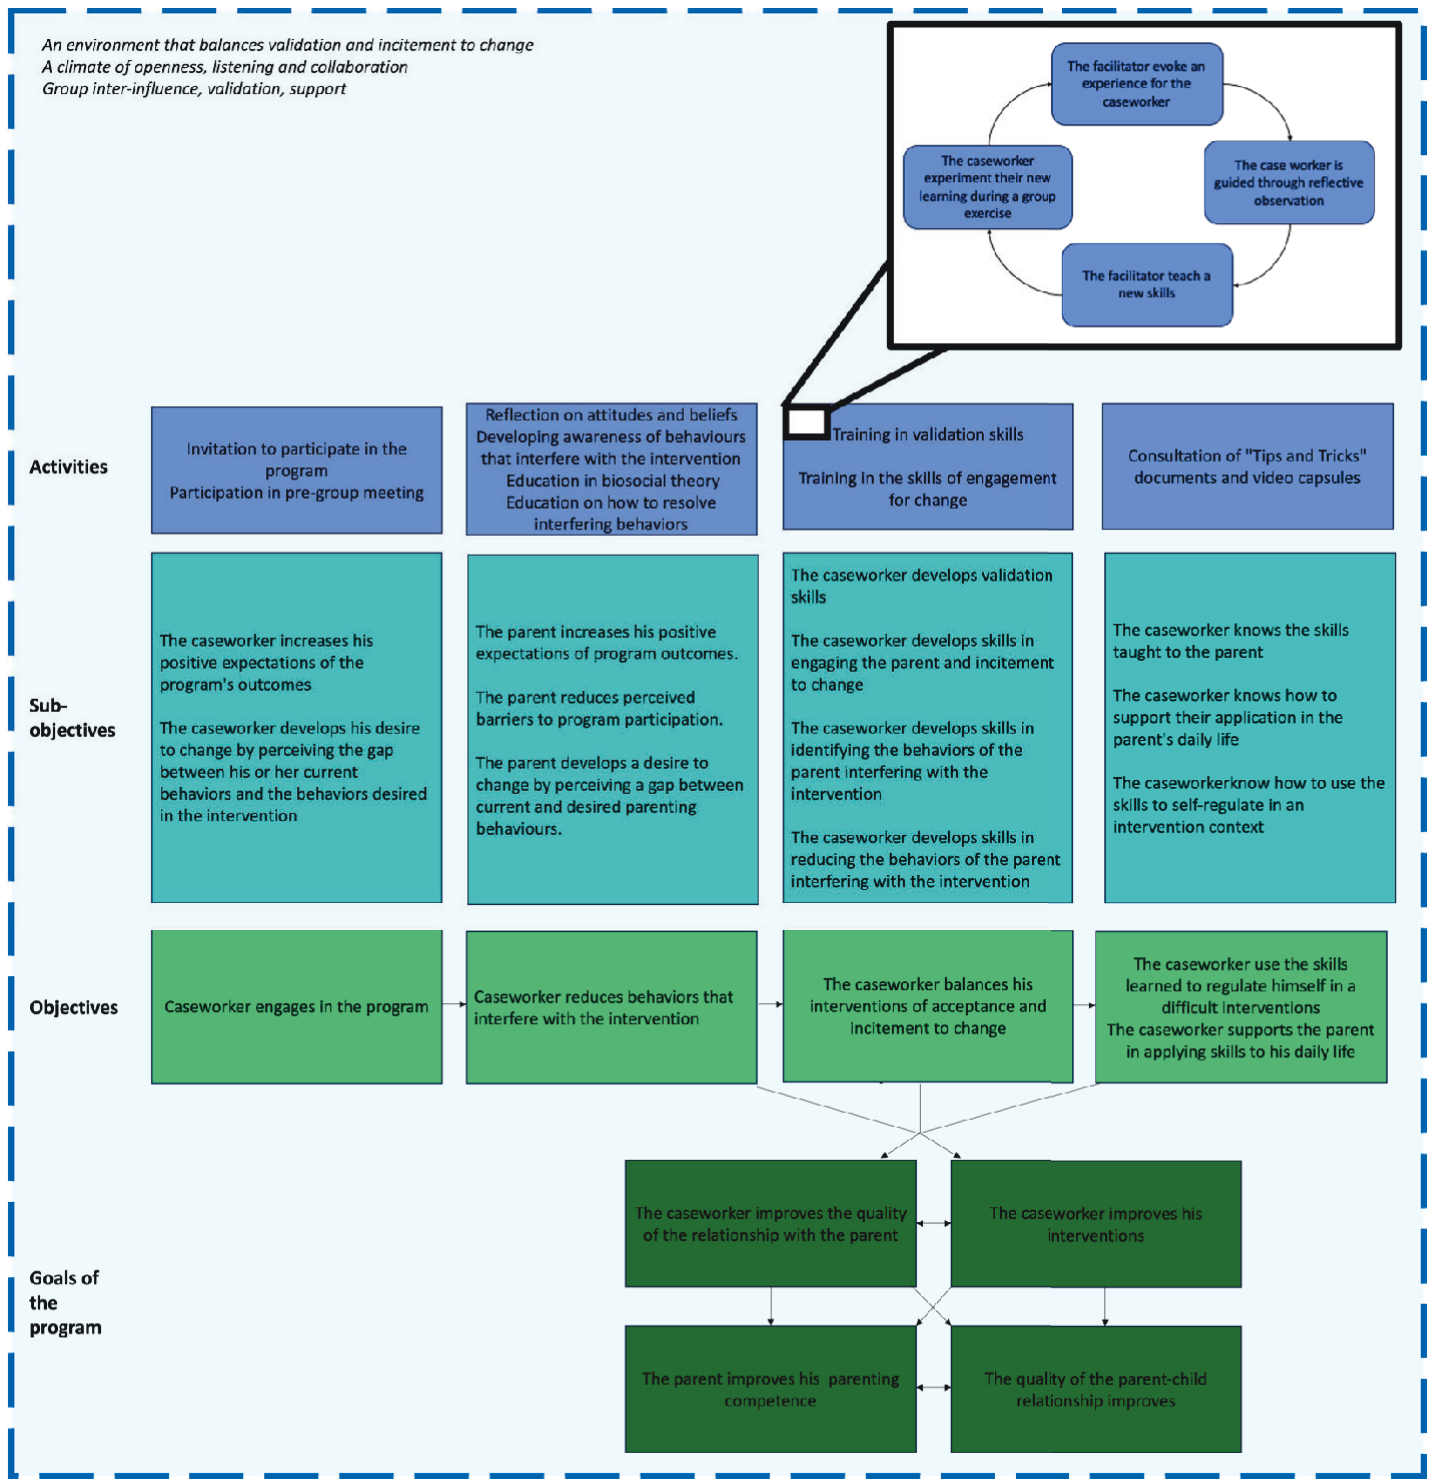 An environment that balances validation and incitement to change
A climate of openness, listening and collaboration
Group inter-influence, validation, support
The facilitator evoke an
experience for the
caseworker
The caseworker
experiment their new
learning during a group
exercise
The case worker is
guided through reflective
observation
The facilitator teach a
new skills
Activities
Invitation to participate in the
program
Participation in pre-group meeting
Reflection on attitudes and beliefs
Developing awareness of behaviours
that interfere with the intervention
Education in biosocial theory
Education on how to resolve
interfering behaviors
Training in validation skills
Training in the skills of engagement
for change
Consultation of "Tips and Tricks"
documents and video capsules
Sub-
objectives
The caseworker increases his
positive expectations of the
program's outcomes
The caseworker develops his desire
to change by perceiving the gap
between his or her current
behaviors and the behaviors desired
in the intervention
The parent increases his positive
expectations of program outcomes.
The parent reduces perceived
barriers to program participation.
The parent develops a desire to
change by perceiving a gap between
current and desired parenting
behaviours.
The caseworker develops validation
skills
The caseworker develops skills in
engaging the parent and incitement
to change
The caseworker develops skills in
identifying the behaviors of the
parent interfering with the
intervention
The caseworker develops skills in
reducing the behaviors of the parent
interfering with the intervention
The caseworker knows the skills
taught to the parent
The caseworker knows how to
support their application in the
parent's daily life
The caseworkerknow how to use the
skills to self-regulate in an
intervention context
Objectives
Caseworker engages in the program
Caseworker reduces behaviors that
interfere with the intervention
The caseworker balances his
interventions of acceptance and
incitement to change
The caseworker use the skills
learned to regulate himself in a
difficult interventions
The caseworker supports the parent
in applying skills to his daily life
Goals of
the
program
The caseworker improves the quality
of the relationship with the parent
The caseworker improves his
interventions
The parent improves his  parenting
competence
The quality of the parent-child
relationship improves